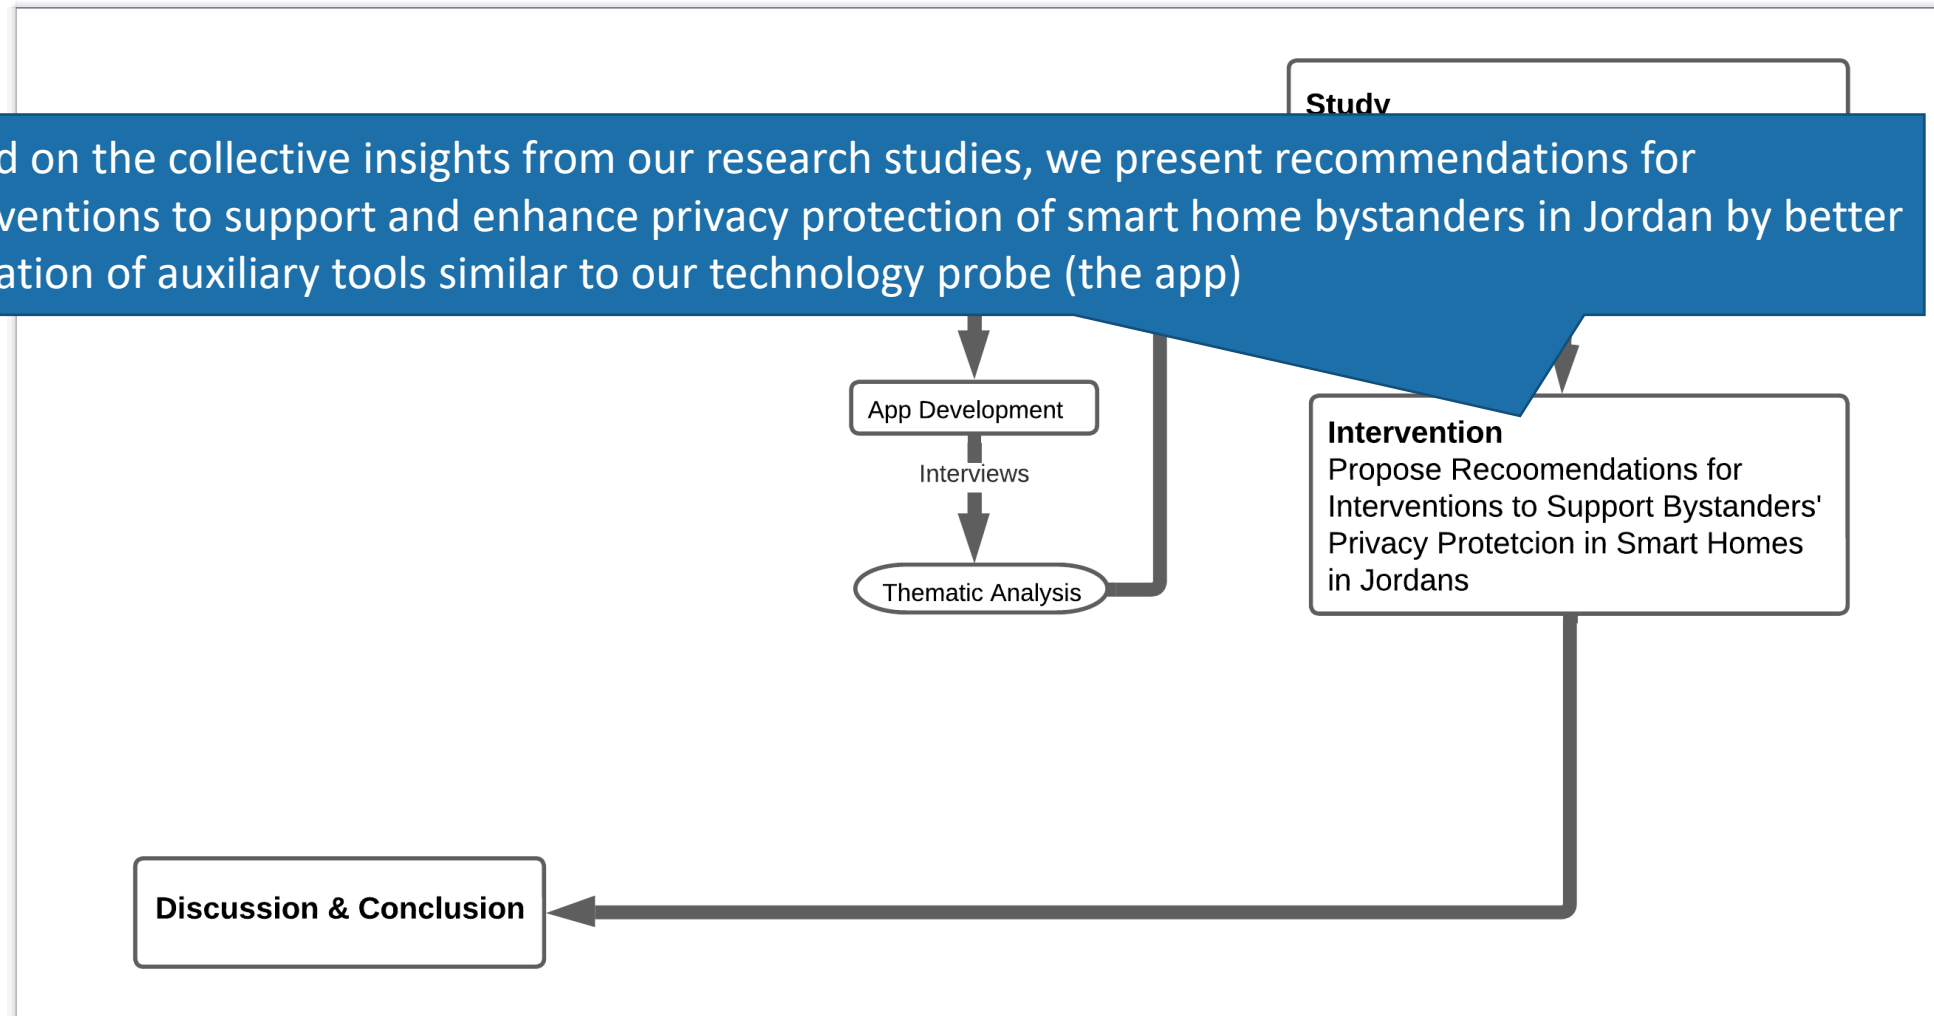 Study
d on the collective insights from our research studies, we present recommendations for
ventions to support and enhance privacy protection of smart home bystanders in Jordan by better
ation of auxiliary tools similar to our technology probe (the app)
App Development
Interviews
Thematic Analysis
Intervention
Propose Recoomendations for
Interventions to Support Bystanders'
Privacy Protetcion in Smart Homes
in Jordans
Discussion & Conclusion